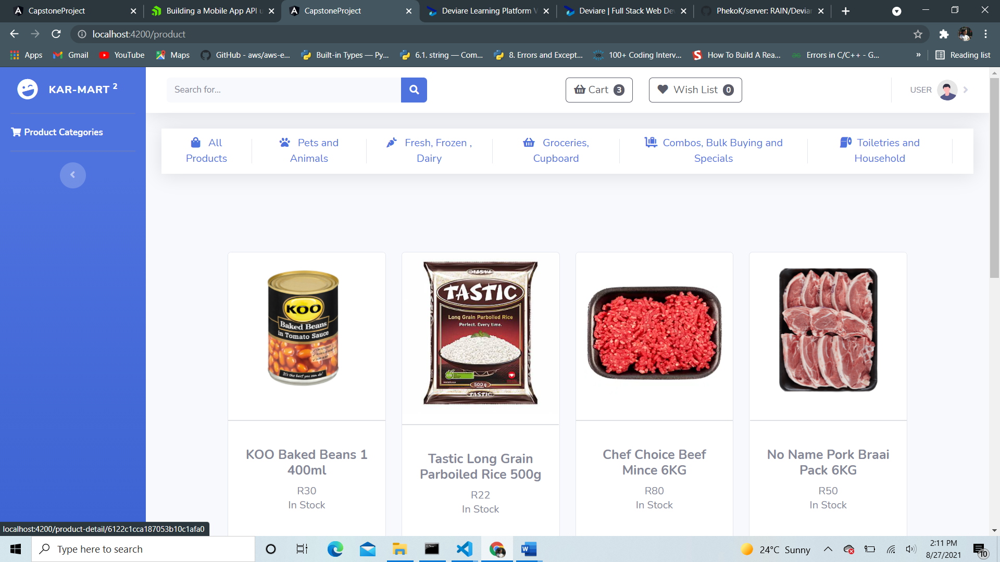 CapstoneProject
Building a Mobile App API u
CapstoneProject
Deviare Learning Platform V
Deviare | Full Stack Web Dev
PhekoK/server: RAIN/Deviar
localhost:4200/product
Apps
Gmail
YouTube
Maps
GitHub - aws/aws-e...
Built-in Types — Py...
6.1. string — Com...
8. Errors and Except...
100+ Coding Interv...
How To Build A Rea...
Errors in C/C++ - G...
»
Reading list
KAR-MART 2
Search for...
Cart 3
Wish List 0
USER
Product Categories
All
Products
Pets and
Animals
Fresh, Frozen ,
Dairy
Groceries,
Cupboard
Combos, Bulk Buying and
Specials
Toiletries and
Household
KOO
Baked Beans
in Tomato Sauce
It's the best you can do!
TASTIC
TASTIC
Long Grain Parboiled Rice
Perfect. Every time.
500 g
TASTIC
KOO Baked Beans 1
400ml
R30
In Stock
Tastic Long Grain
Parboiled Rice 500g
R22
In Stock
Chef Choice Beef
Mince 6KG
R80
In Stock
No Name Pork Braai
Pack 6KG
R50
In Stock
localhost:4200/product-detail/6122c1cca187053b10c1afa0
Type here to search
24°C Sunny
2:11 PM
8/27/2021
10